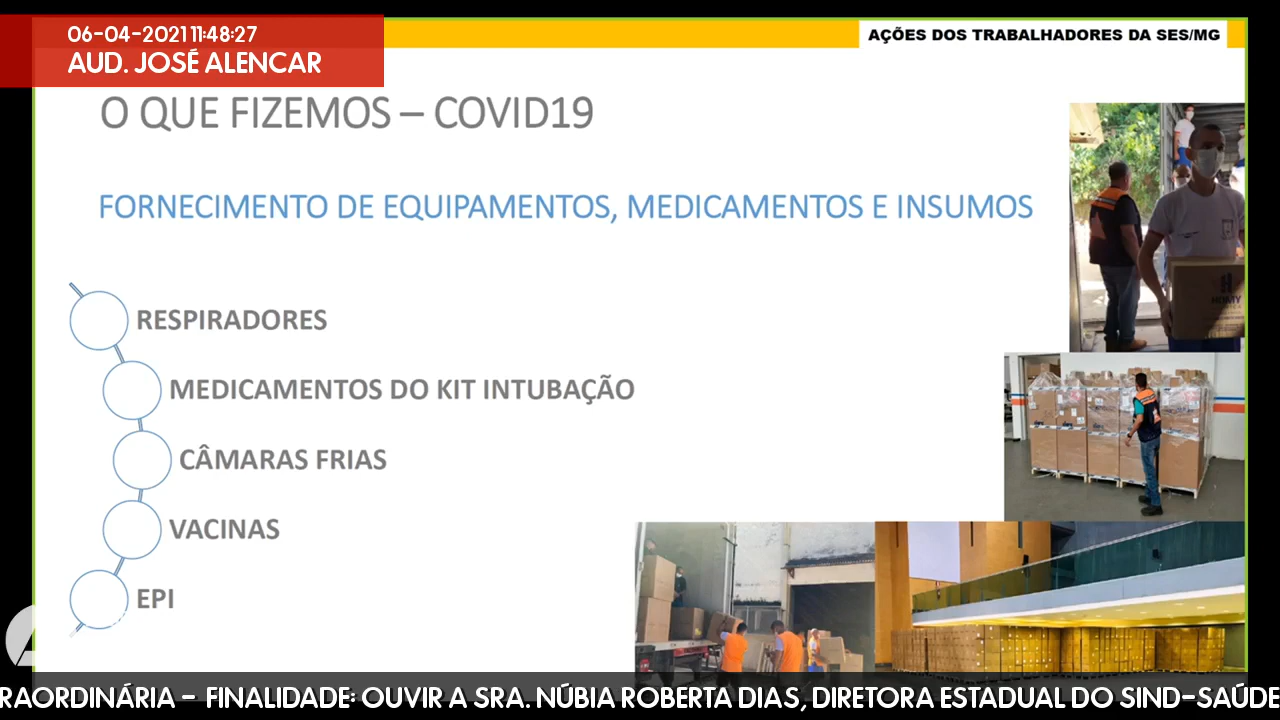 06-04-2021 11:48:27
AUD. JOSÉ ALENCAR
AÇÕES DOS TRABALHADORES DA SES/MG
O QUE FIZEMOS – COVID19
FORNECIMENTO DE EQUIPAMENTOS, MEDICAMENTOS E INSUMOS
RESPIRADORES
MEDICAMENTOS DO KIT INTUBAÇÃO
CÂMARAS FRIAS
VACINAS
EPI
RAORDINÁRIA – FINALIDADE: OUVIR A SRA. NÚBIA ROBERTA DIAS, DIRETORA ESTADUAL DO SIND-SAÚDE